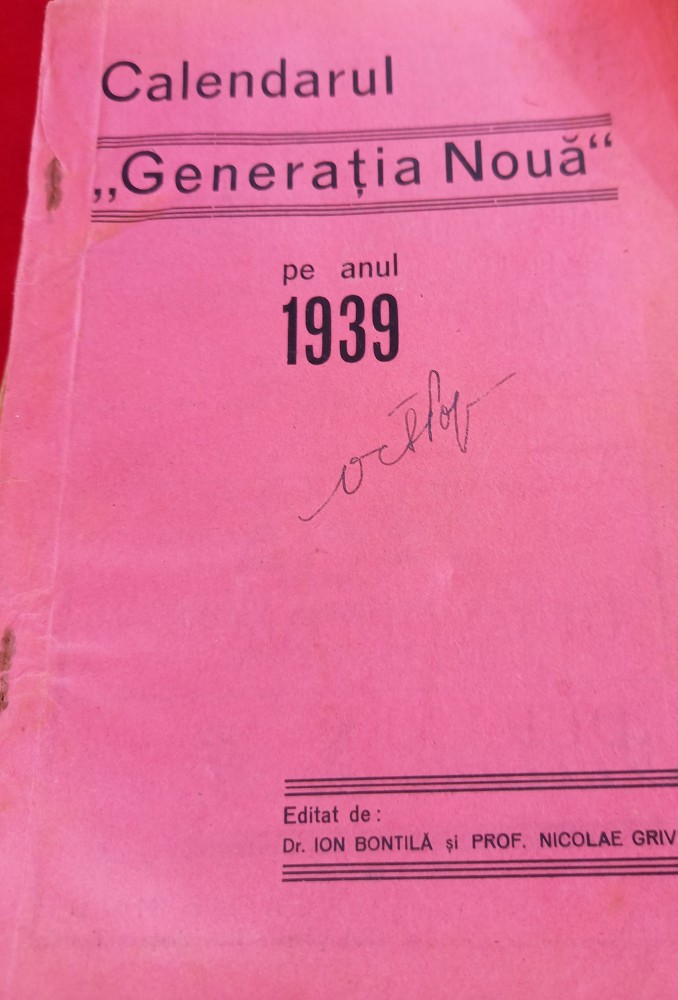 Calendarul
„Generația Nouă“
pe anul
1939
Editat de:
Dr. ION BONTILĂ și PROF. NICOLAE GRIV